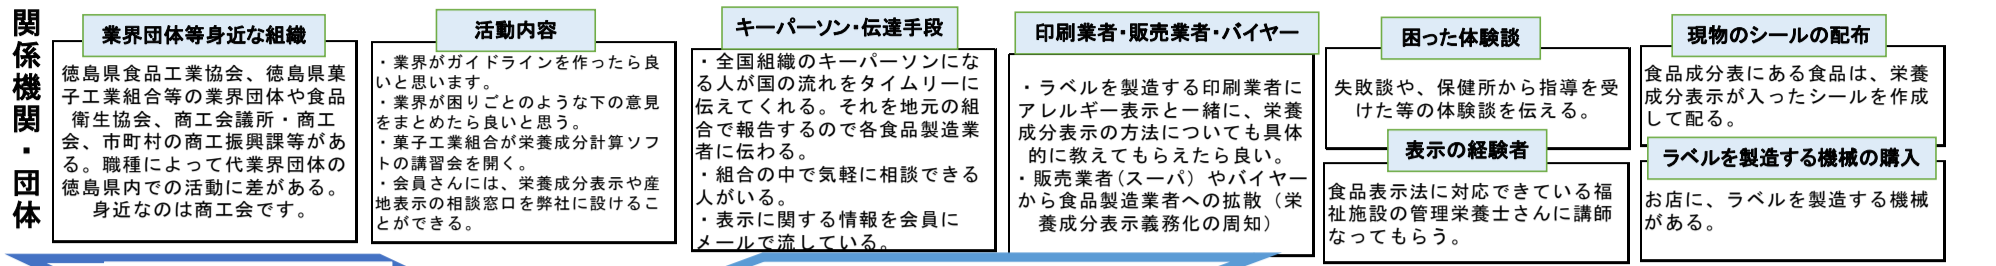 関係機関・団体
業界団体等身近な組織
徳島県食品工業協会、徳島県菓
子工業組合等の業界団体や食品
衛生協会、商工会議所・商工
会、市町村の商工振興課等があ
る。職種によって代業界団体の
徳島県内での活動に差がある。
身近なのは商工会です。
活動内容
・業界がガイドラインを作ったら良
いと思います。
・業界が困りごとのような下の意見
をまとめたら良いと思う。
・菓子工業組合が栄養成分計算ソフ
トの講習会を開く。
・会員さんには、栄養成分表示や産
地表示の相談窓口を弊社に設けるこ
とができる。
キーパーソン・伝達手段
・全国組織のキーパーソンにな
る人が国の流れをタイムリーに
伝えてくれる。それを地元の組
合で報告するので各食品製造業
者に伝わる。
・組合の中で気軽に相談できる
人がいる。
・表示に関する情報を会員に
メールで流している。
印刷業者・販売業者・バイヤー
・ラベルを製造する印刷業者に
アレルギー表示と一緒に、栄養
成分表示の方法についても具体
的に教えてもらえたら良い。
・販売業者(スーパ）やバイヤー
から食品製造業者への拡散（栄
養成分表示義務化の周知）
困った体験談
失敗談や、保健所から指導を受
けた等の体験談を伝える。
表示の経験者
食品表示法に対応できている福
祉施設の管理栄養士さんに講師
なってもらう。
現物のシールの配布
食品成分表にある食品は、栄養
成分表示が入ったシールを作成
して配る。
ラベルを製造する機械の購入
お店に、ラベルを製造する機械
がある。